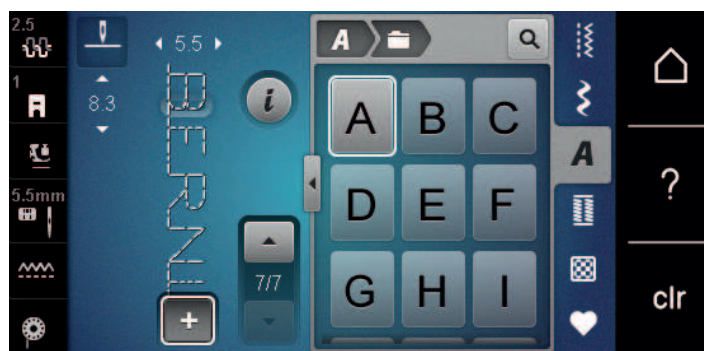 2.5
5.5
A
1
8.3
i
A B C
A
BERNI
D E F
?
5.5mm
7/7
G H I
clr
+